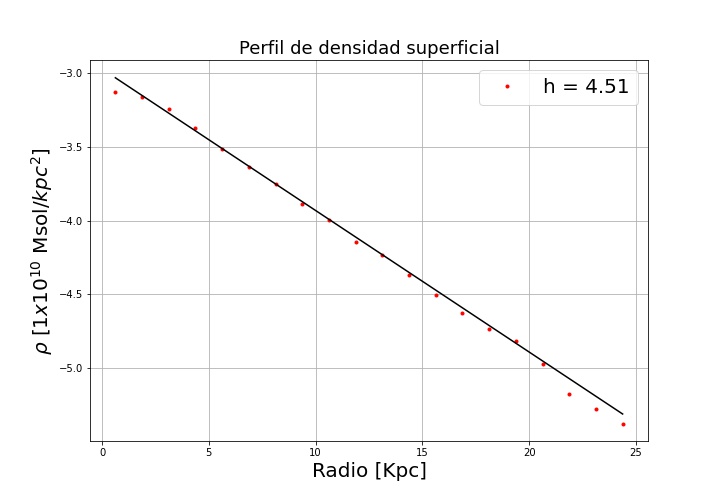 Perfil de densidad superficial
h = 4.51
−3.0
−3.5
−4.0
−4.5
−5.0
ρ [1x10¹⁰ Msol/kpc²]
0 5 10 15 20 25
Radio [Kpc]